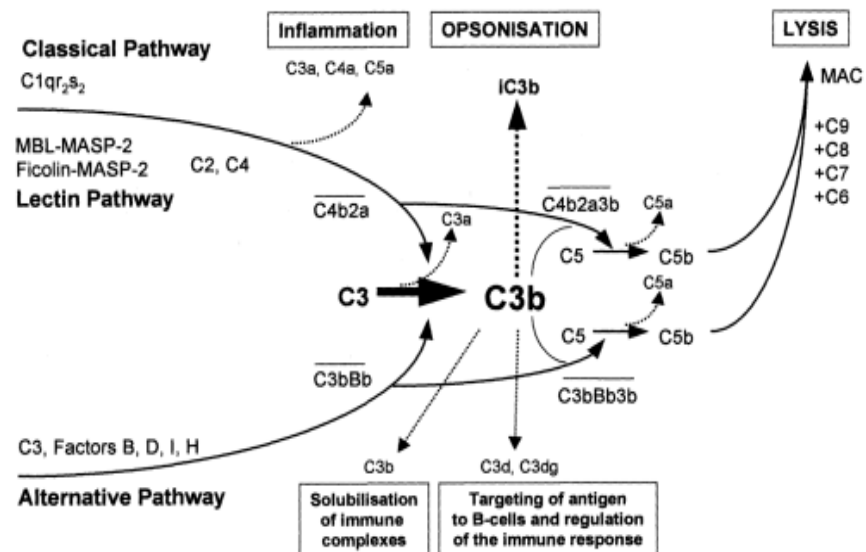 Inflammation
OPSONISATION
LYSIS
Classical Pathway
C1qr₂s₂
C3a, C4a, C5a
iC3b
MAC
MBL-MASP-2
Ficolin-MASP-2
C2, C4
Lectin Pathway
+C9
+C8
+C7
+C6
C4b2a
C3a
C4b2a3b
C5a
C5
C5b
C3
C3b
C5a
C5
C5b
C3bBb
C3bBb3b
C3, Factors B, D, I, H
Alternative Pathway
C3b
C3d, C3dg
Solubilisation
of immune
complexes
Targeting of antigen
to B-cells and regulation
of the immune response